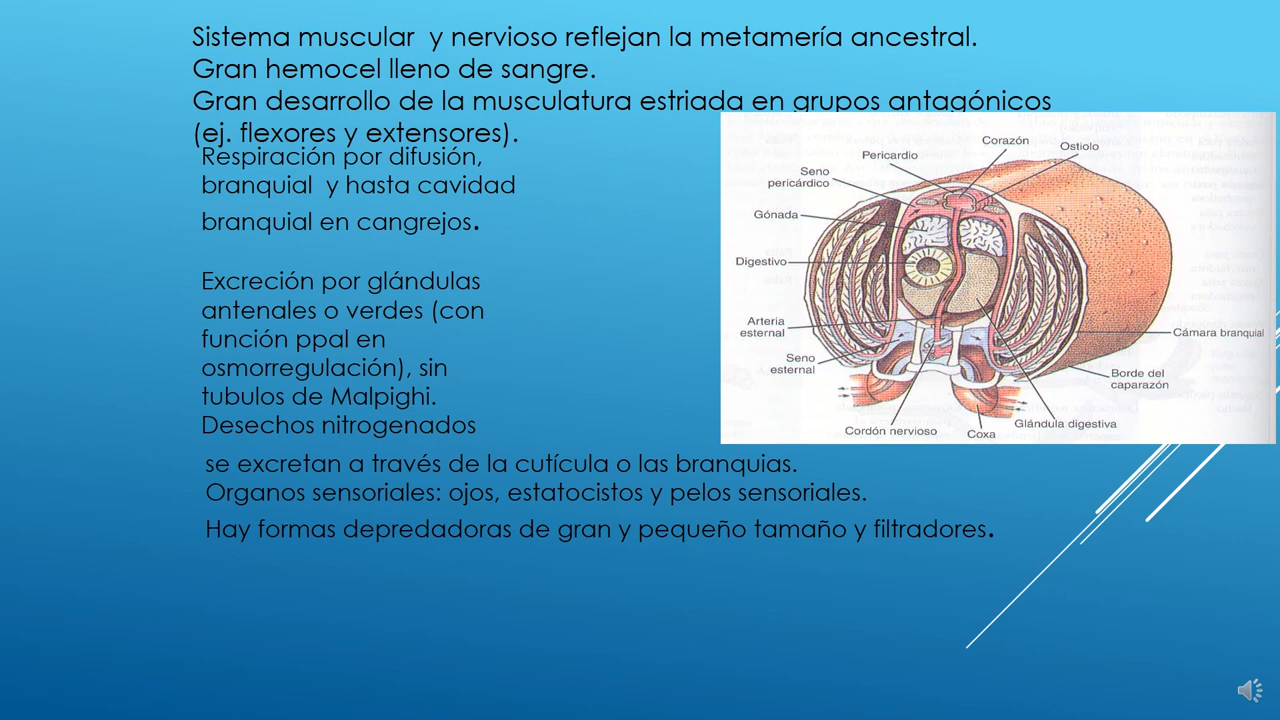 Sistema muscular  y nervioso reflejan la metamería ancestral.
Gran hemocel lleno de sangre.
Gran desarrollo de la musculatura estriada en grupos antagónicos
(ej. flexores y extensores).
Respiración por difusión,
branquial  y hasta cavidad
branquial en cangrejos.
Excreción por glándulas
antenales o verdes (con
función ppal en
osmorregulación), sin
tubulos de Malpighi.
Desechos nitrogenados
se excretan a través de la cutícula o las branquias.
Organos sensoriales: ojos, estatocistos y pelos sensoriales.
Hay formas depredadoras de gran y pequeño tamaño y filtradores.
Corazón
Ostiolo
Pericardio
Seno
pericárdico
Gónada
Digestivo
Arteria
esternal
Seno
esternal
Cámara branquial
Borde del
caparazón
Glándula digestiva
Cordón nervioso
Coxa